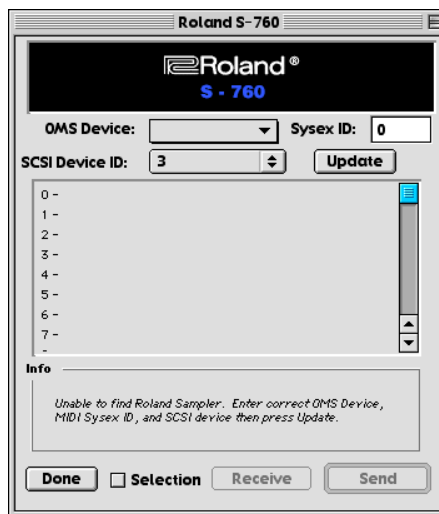 Roland S-760
Roland®
S - 760
OMS Device: Sysex ID: 0
SCSI Device ID: 3 Update
0 -
1 -
2 -
3 -
4 -
5 -
6 -
7 -
-
Info
Unable to find Roland Sampler. Enter correct OMS Device,
MIDI Sysex ID, and SCSI device then press Update.
Done Selection Receive Send